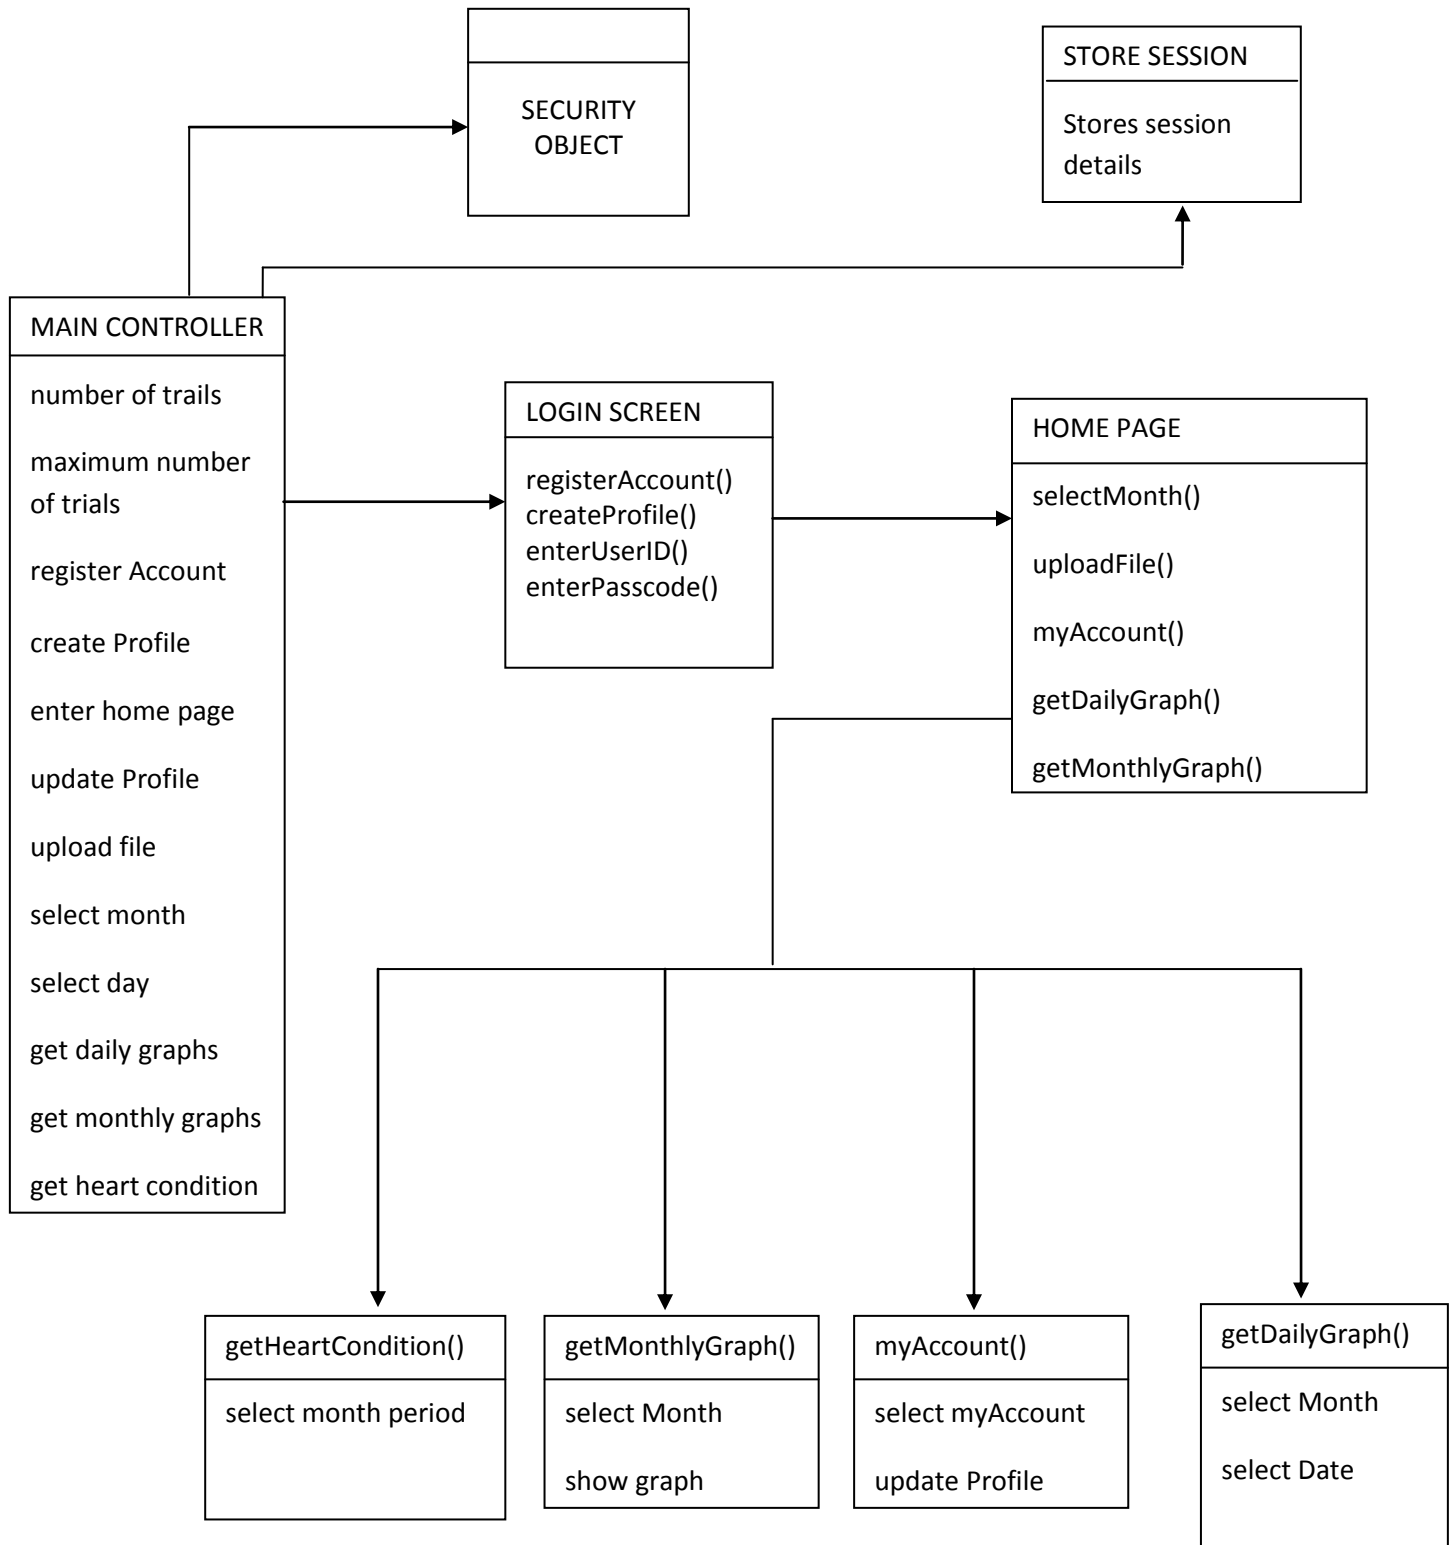 SECURITY
OBJECT
STORE SESSION
Stores session
details
MAIN CONTROLLER
number of trails
maximum number
of trials
register Account
create Profile
enter home page
update Profile
upload file
select month
select day
get daily graphs
get monthly graphs
get heart condition
LOGIN SCREEN
registerAccount()
createProfile()
enterUserID()
enterPasscode()
HOME PAGE
selectMonth()
uploadFile()
myAccount()
getDailyGraph()
getMonthlyGraph()
getHeartCondition()
select month period
getMonthlyGraph()
select Month
show graph
myAccount()
select myAccount
update Profile
getDailyGraph()
select Month
select Date